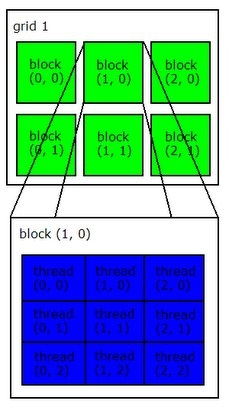 grid 1
block block block
(0, 0) (1, 0) (2, 0)
block block block
(0, 1) (1, 1) (2, 1)
block (1, 0)
thread thread thread
(0, 0) (1, 0) (2, 0)
thread thread thread
(0, 1) (1, 1) (2, 1)
thread thread thread
(0, 2) (1, 2) (2, 2)